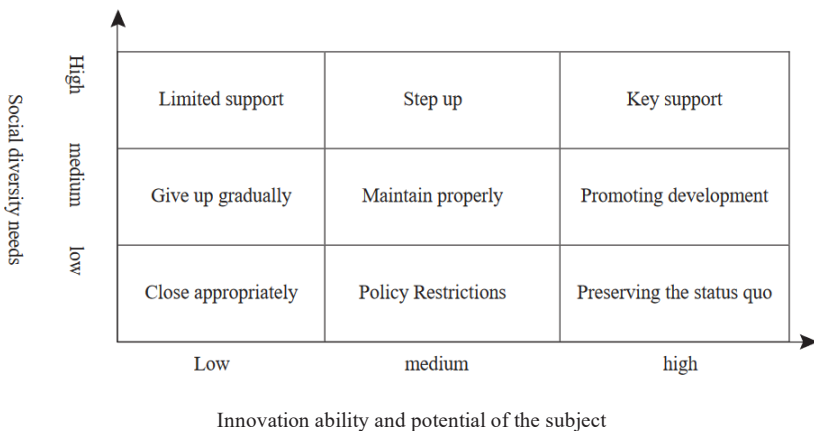 Social diversity needs
High
medium
low
Limited support
Step up
Key support
Give up gradually
Maintain properly
Promoting development
Close appropriately
Policy Restrictions
Preserving the status quo
Low
medium
high
Innovation ability and potential of the subject